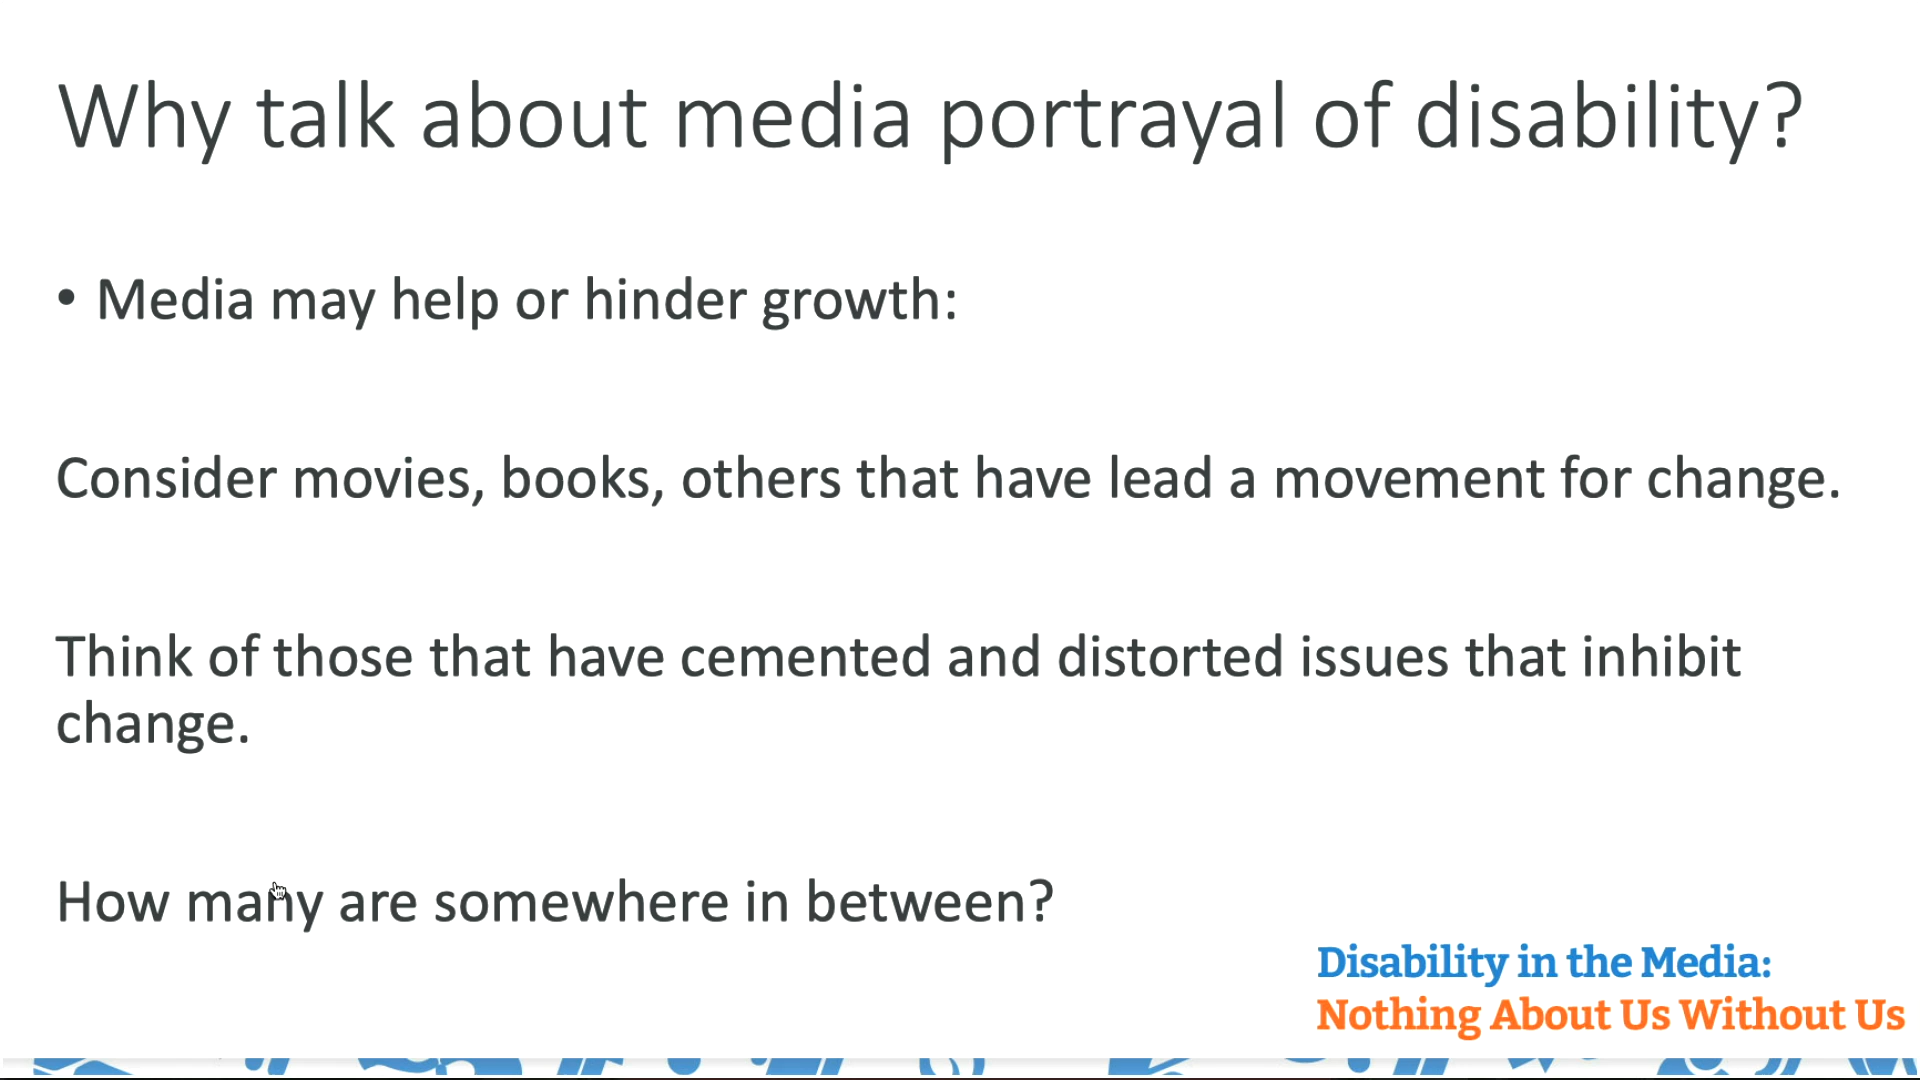 Why talk about media portrayal of disability?
• Media may help or hinder growth:
Consider movies, books, others that have lead a movement for change.
Think of those that have cemented and distorted issues that inhibit
change.
How many are somewhere in between?
Disability in the Media:
Nothing About Us Without Us